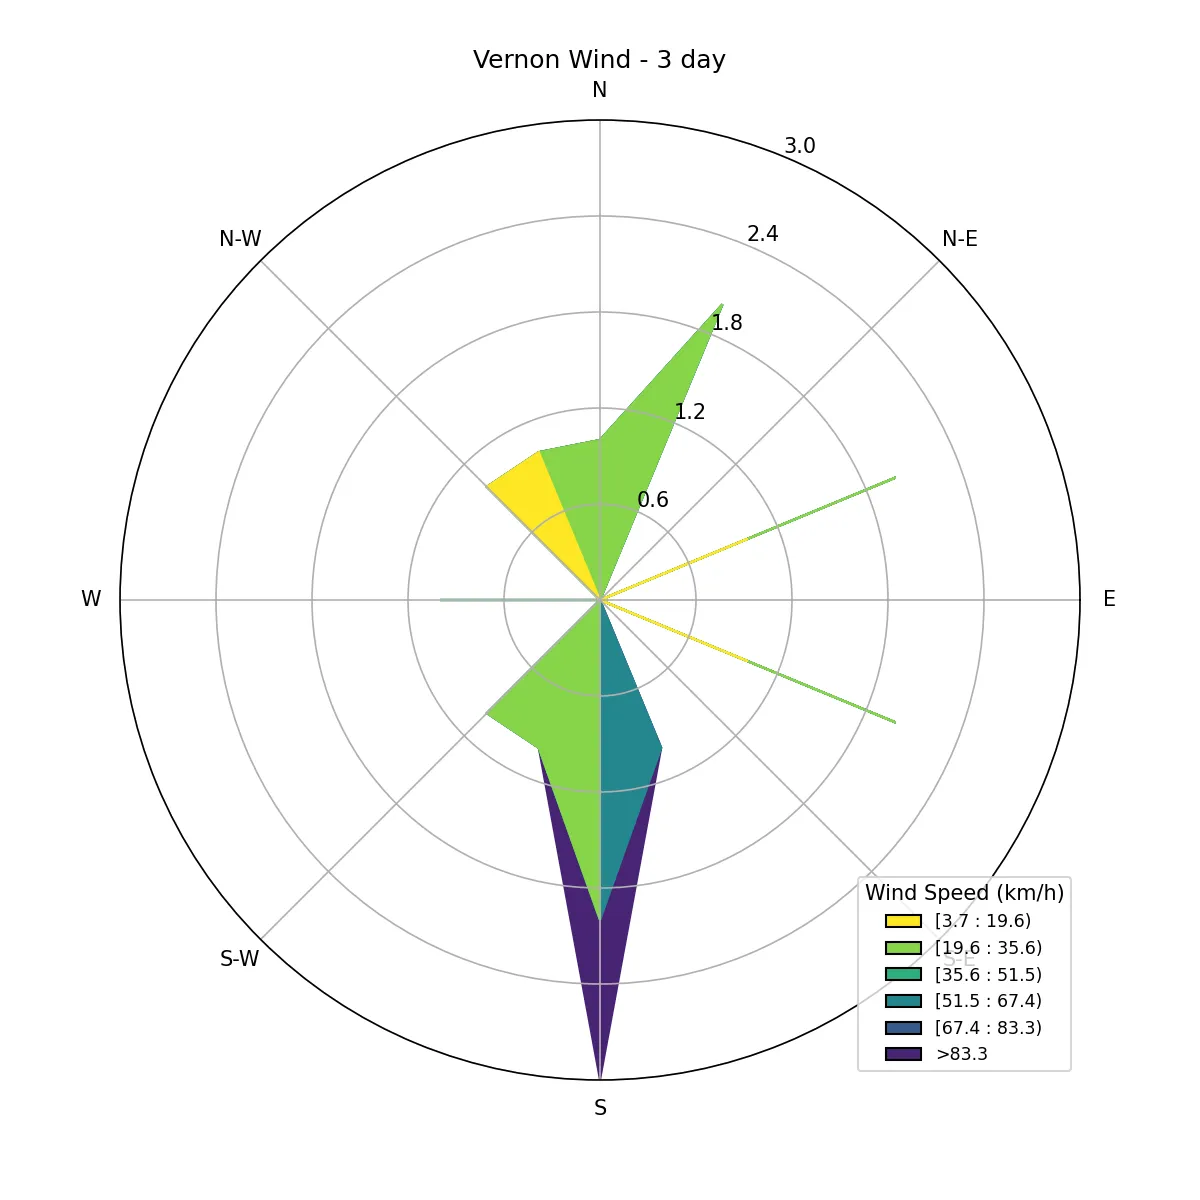 Vernon Wind - 3 day
N
3.0
2.4
N-W
N-E
1.8
1.2
0.6
W
E
Wind Speed (km/h)
[3.7 : 19.6)
[19.6 : 35.6)
S-W
S-E
[35.6 : 51.5)
[51.5 : 67.4)
[67.4 : 83.3)
>83.3
S